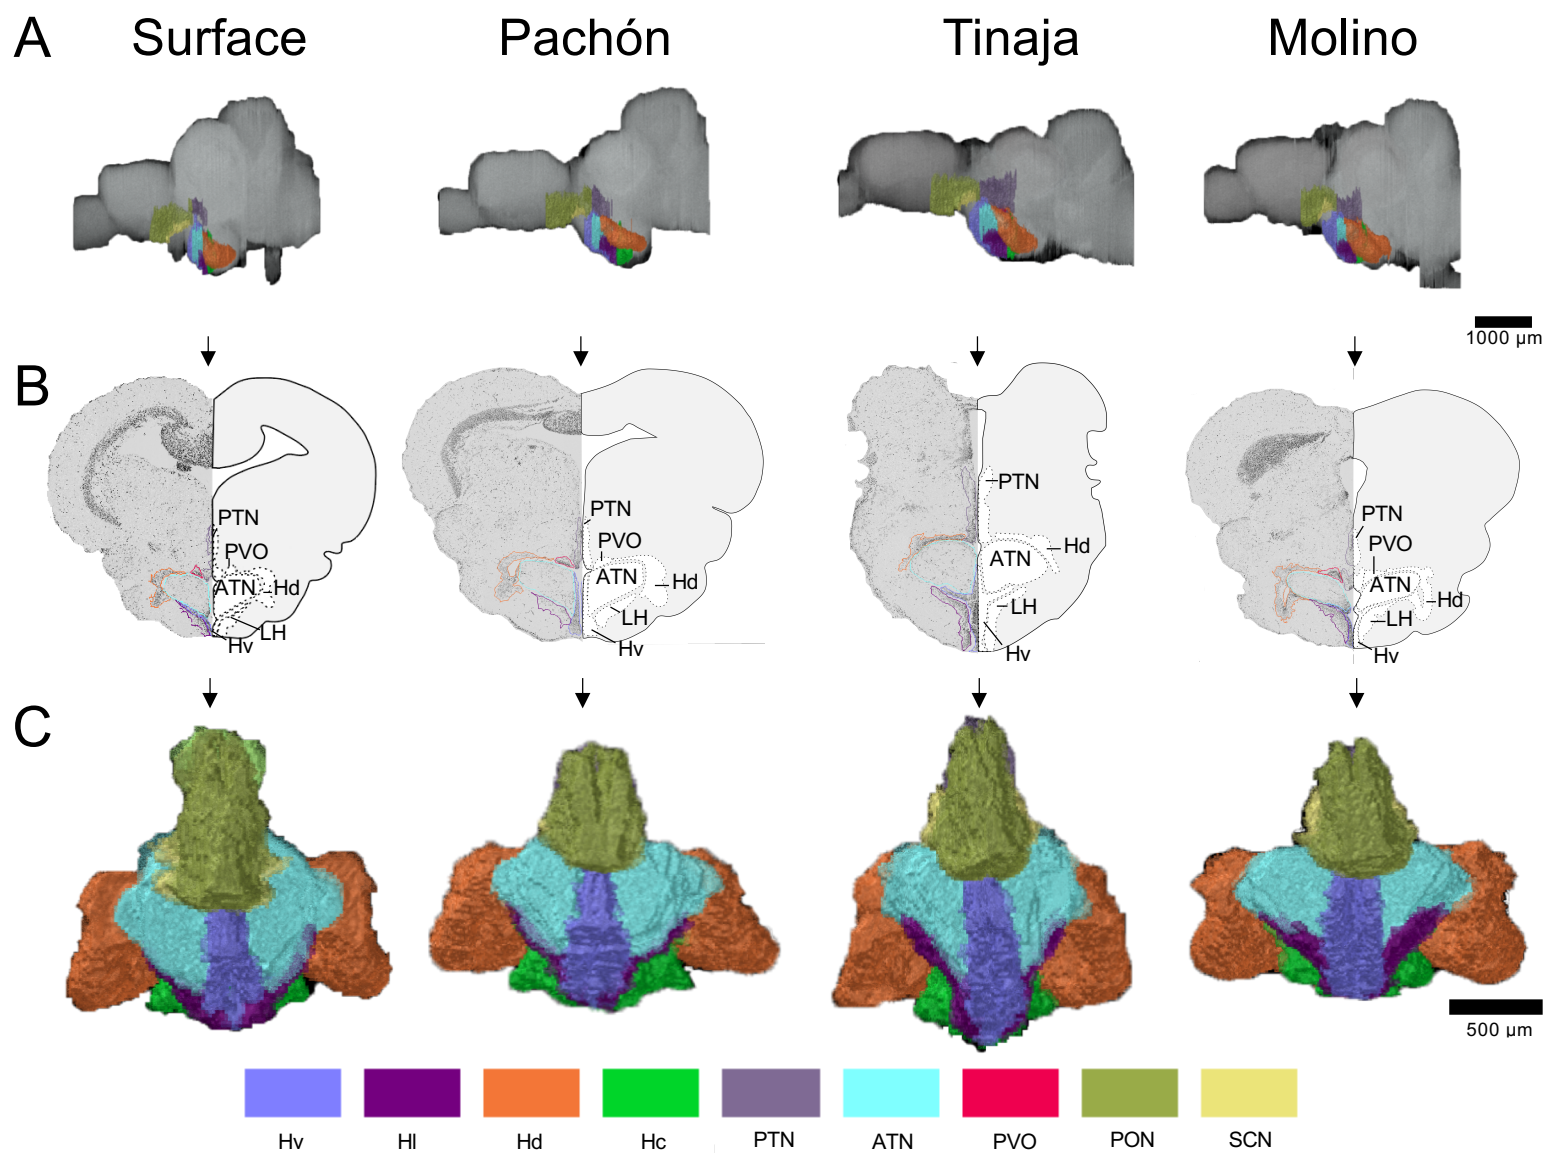 A Surface Pachón Tinaja Molino
1000 µm
B
PTN
PVO
ATN
Hd
LH
Hv
PTN
PVO
ATN
Hd
LH
Hv
PTN
ATN
Hd
LH
Hv
PTN
PVO
ATN
Hd
LH
Hv
C
500 µm
Hv Hl Hd Hc PTN ATN PVO PON SCN